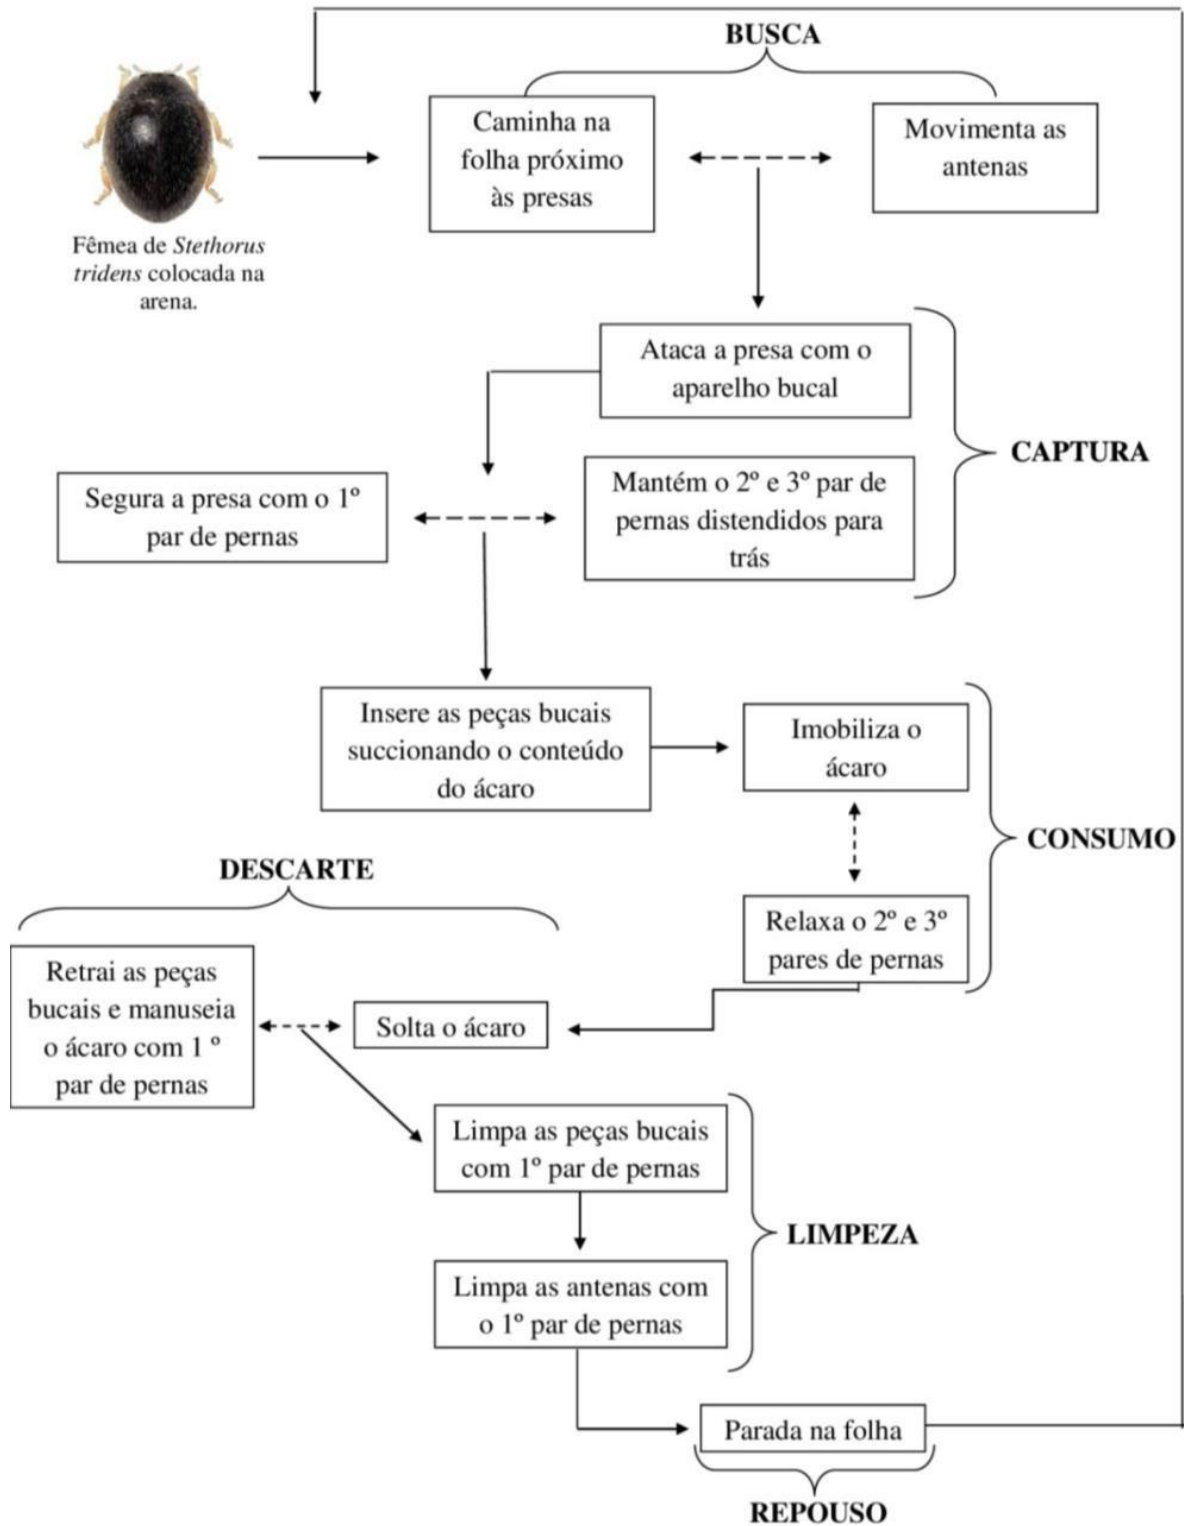 BUSCA
Caminha na
folha próximo
às presas
Movimenta as
antenas
Fêmea de Stethorus
tridens colocada na
arena.
Ataca a presa com o
aparelho bucal
CAPTURA
Segura a presa com o 1º
par de pernas
Mantém o 2º e 3º par de
pernas distendidos para
trás
Insere as peças bucais
succionando o conteúdo
do ácaro
Imobiliza o
ácaro
CONSUMO
Relaxa o 2º e 3º
pares de pernas
DESCARTE
Retrai as peças
bucais e manuseia
o ácaro com 1 º
par de pernas
Solta o ácaro
Limpa as peças bucais
com 1º par de pernas
LIMPEZA
Limpa as antenas com
o 1º par de pernas
Parada na folha
REPOUSO